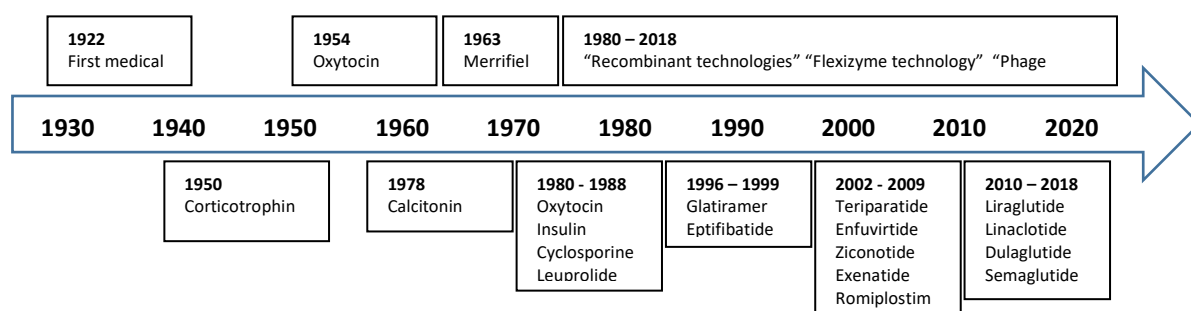 1922
First medical
1954
Oxytocin
1963
Merrifiel
1980 – 2018
“Recombinant technologies” “Flexizyme technology” “Phage
1930 1940 1950 1960 1970 1980 1990 2000 2010 2020
1950
Corticotrophin
1978
Calcitonin
1980 - 1988
Oxytocin
Insulin
Cyclosporine
Leuprolide
1996 – 1999
Glatiramer
Eptifibatide
2002 - 2009
Teriparatide
Enfuvirtide
Ziconotide
Exenatide
Romiplostim
2010 – 2018
Liraglutide
Linaclotide
Dulaglutide
Semaglutide